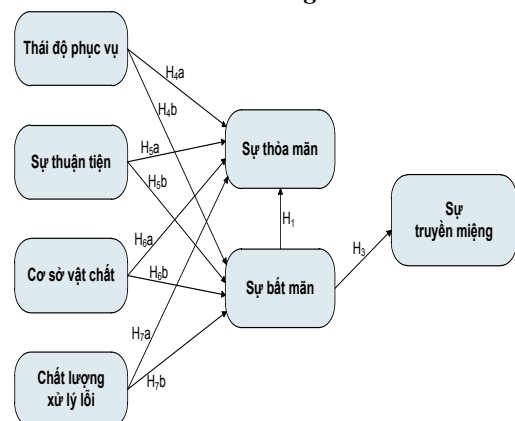 Thái độ phục vụ
Sự thuận tiện
Cơ sở vật chất
Chất lượng
xử lý lỗi
H4a
H4b
H5a
H5b
H6a
H6b
H7a
H7b
Sự thỏa mãn
H1
Sự bất mãn
H3
Sự
truyền miệng